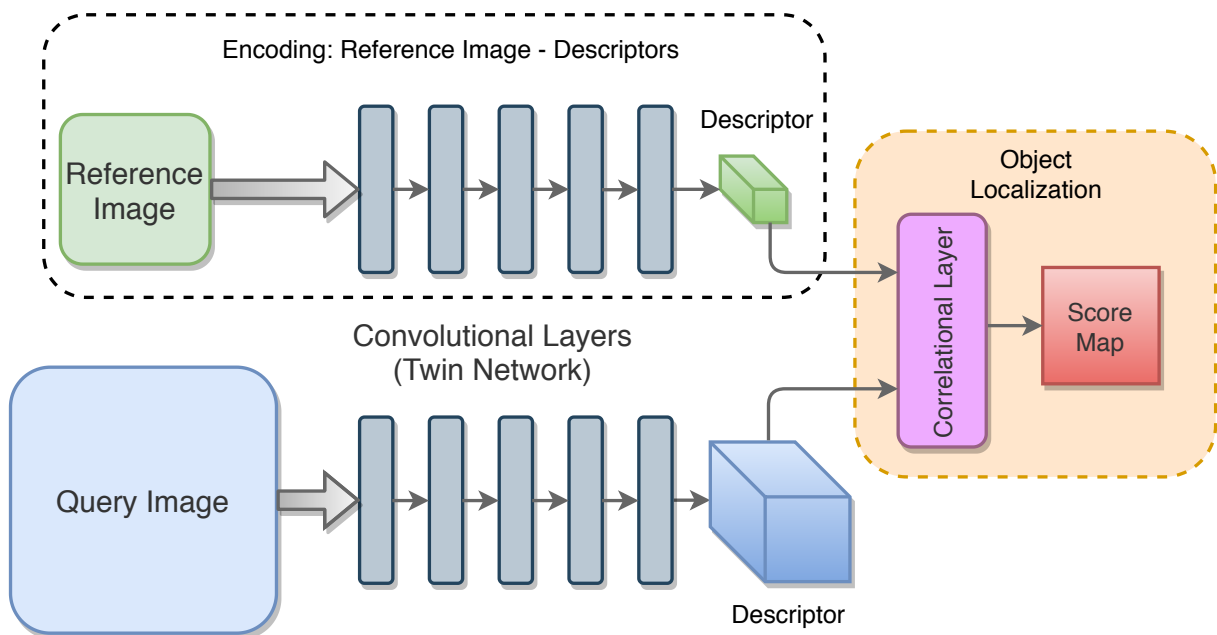 Encoding: Reference Image - Descriptors
Reference
Image
Descriptor
Object
Localization
Correlational Layer
Score
Map
Convolutional Layers
(Twin Network)
Query Image
Descriptor